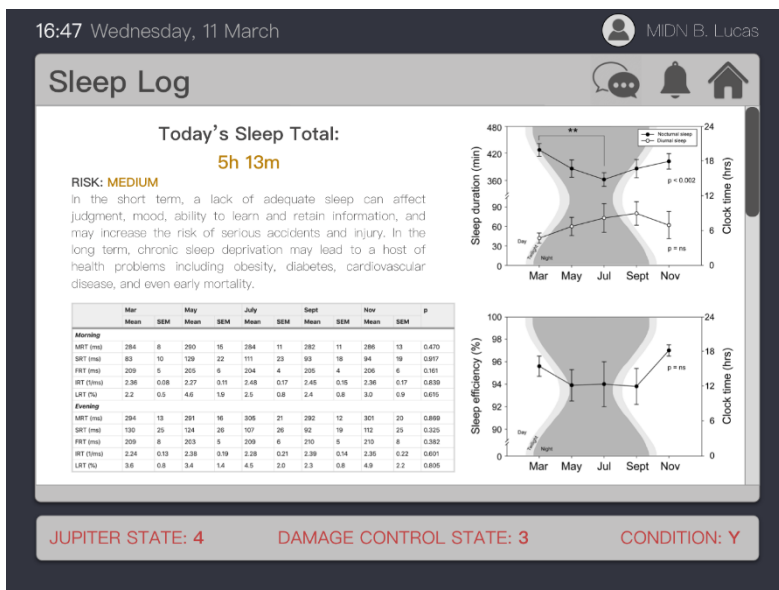 16:47 Wednesday, 11 March
MIDN B. Lucas
Sleep Log
Today's Sleep Total:
5h 13m
RISK: MEDIUM
In the short term, a lack of adequate sleep can affect
judgment, mood, ability to learn and retain information, and
may increase the risk of serious accidents and injury. In the
long term, chronic sleep deprivation may lead to a host of
health problems including obesity, diabetes, cardiovascular
disease, and even early mortality.
Mar May July Sept Nov p
Mean SEM Mean SEM Mean SEM Mean SEM Mean SEM
Morning
MRT (ms) 284 8 290 15 284 11 282 11 286 13 0.470
SRT (ms) 83 10 129 22 111 23 93 18 94 19 0.917
FRT (ms) 209 5 205 6 204 4 205 4 206 6 0.161
IRT (1/ms) 2.36 0.08 2.27 0.11 2.48 0.17 2.45 0.15 2.36 0.17 0.839
LRT (%) 2.2 0.5 4.6 1.9 2.5 0.8 2.4 0.8 3.0 0.9 0.615
Evening
MRT (ms) 294 13 291 16 305 21 292 12 301 20 0.869
SRT (ms) 130 25 124 26 107 26 92 19 112 25 0.325
FRT (ms) 209 8 203 5 209 6 210 5 210 8 0.382
IRT (1/ms) 2.24 0.13 2.38 0.19 2.28 0.21 2.39 0.14 2.35 0.22 0.601
LRT (%) 3.6 0.8 3.4 1.4 4.5 2.0 2.3 0.8 4.9 2.2 0.805
Sleep duration (min)
480
420
360
90
60
30
0
**
Nocturnal sleep
Diurnal sleep
p < 0.002
p = ns
Day
Twilight
Night
Mar May Jul Sept Nov
24
18
12
6
0
Clock time (hrs)
Sleep efficiency (%)
100
98
96
94
92
90
0
p = ns
Day
Twilight
Night
Mar May Jul Sept Nov
24
18
12
6
0
Clock time (hrs)
JUPITER STATE: 4
DAMAGE CONTROL STATE: 3
CONDITION: Y